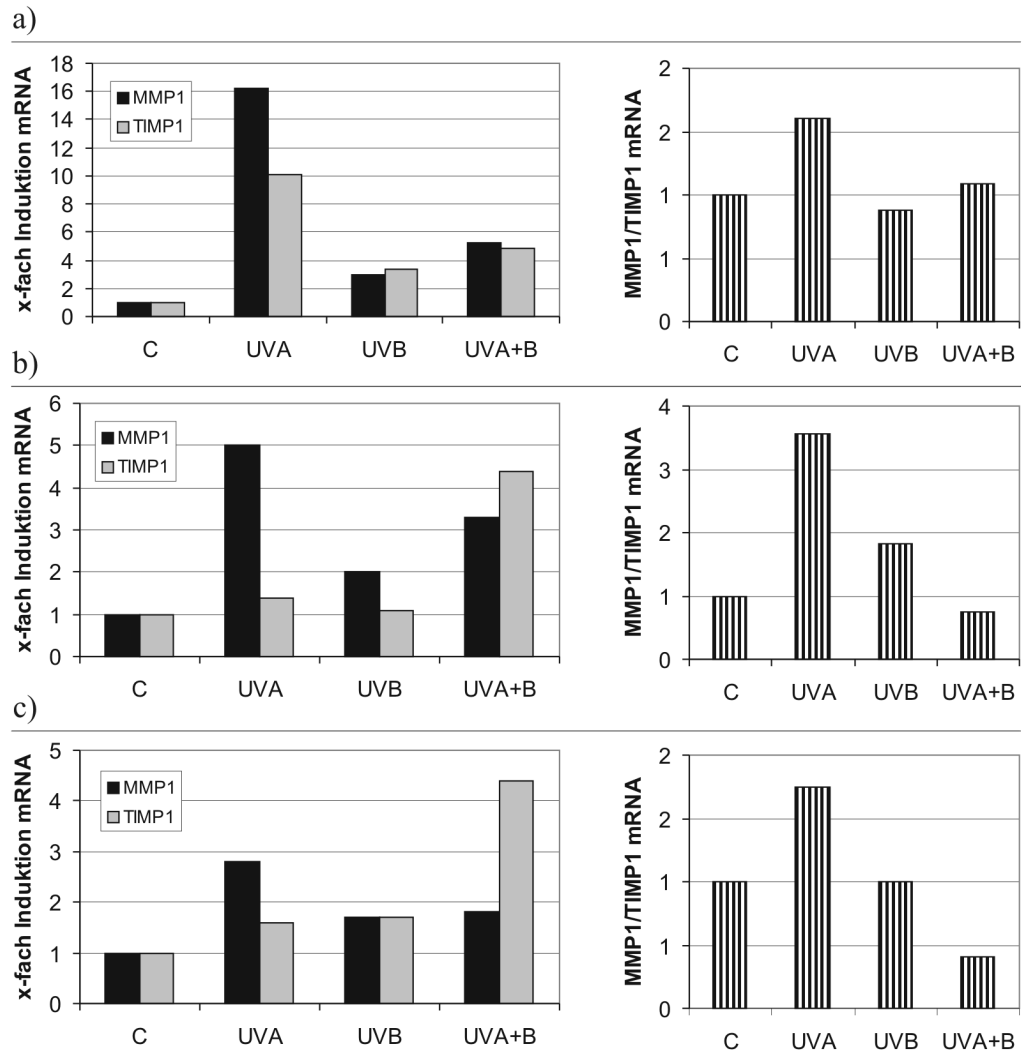 a)
x-fach Induktion mRNA
18
16
14
12
10
8
6
4
2
0
MMP1
TIMP1
C UVA UVB UVA+B
MMP1/TIMP1 mRNA
2
2
1
1
0
C UVA UVB UVA+B
b)
x-fach Induktion mRNA
6
5
4
3
2
1
0
MMP1
TIMP1
C UVA UVB UVA+B
MMP1/TIMP1 mRNA
4
3
2
1
0
C UVA UVB UVA+B
c)
x-fach Induktion mRNA
5
4
3
2
1
0
MMP1
TIMP1
C UVA UVB UVA+B
MMP1/TIMP1 mRNA
2
2
1
1
0
C UVA UVB UVA+B